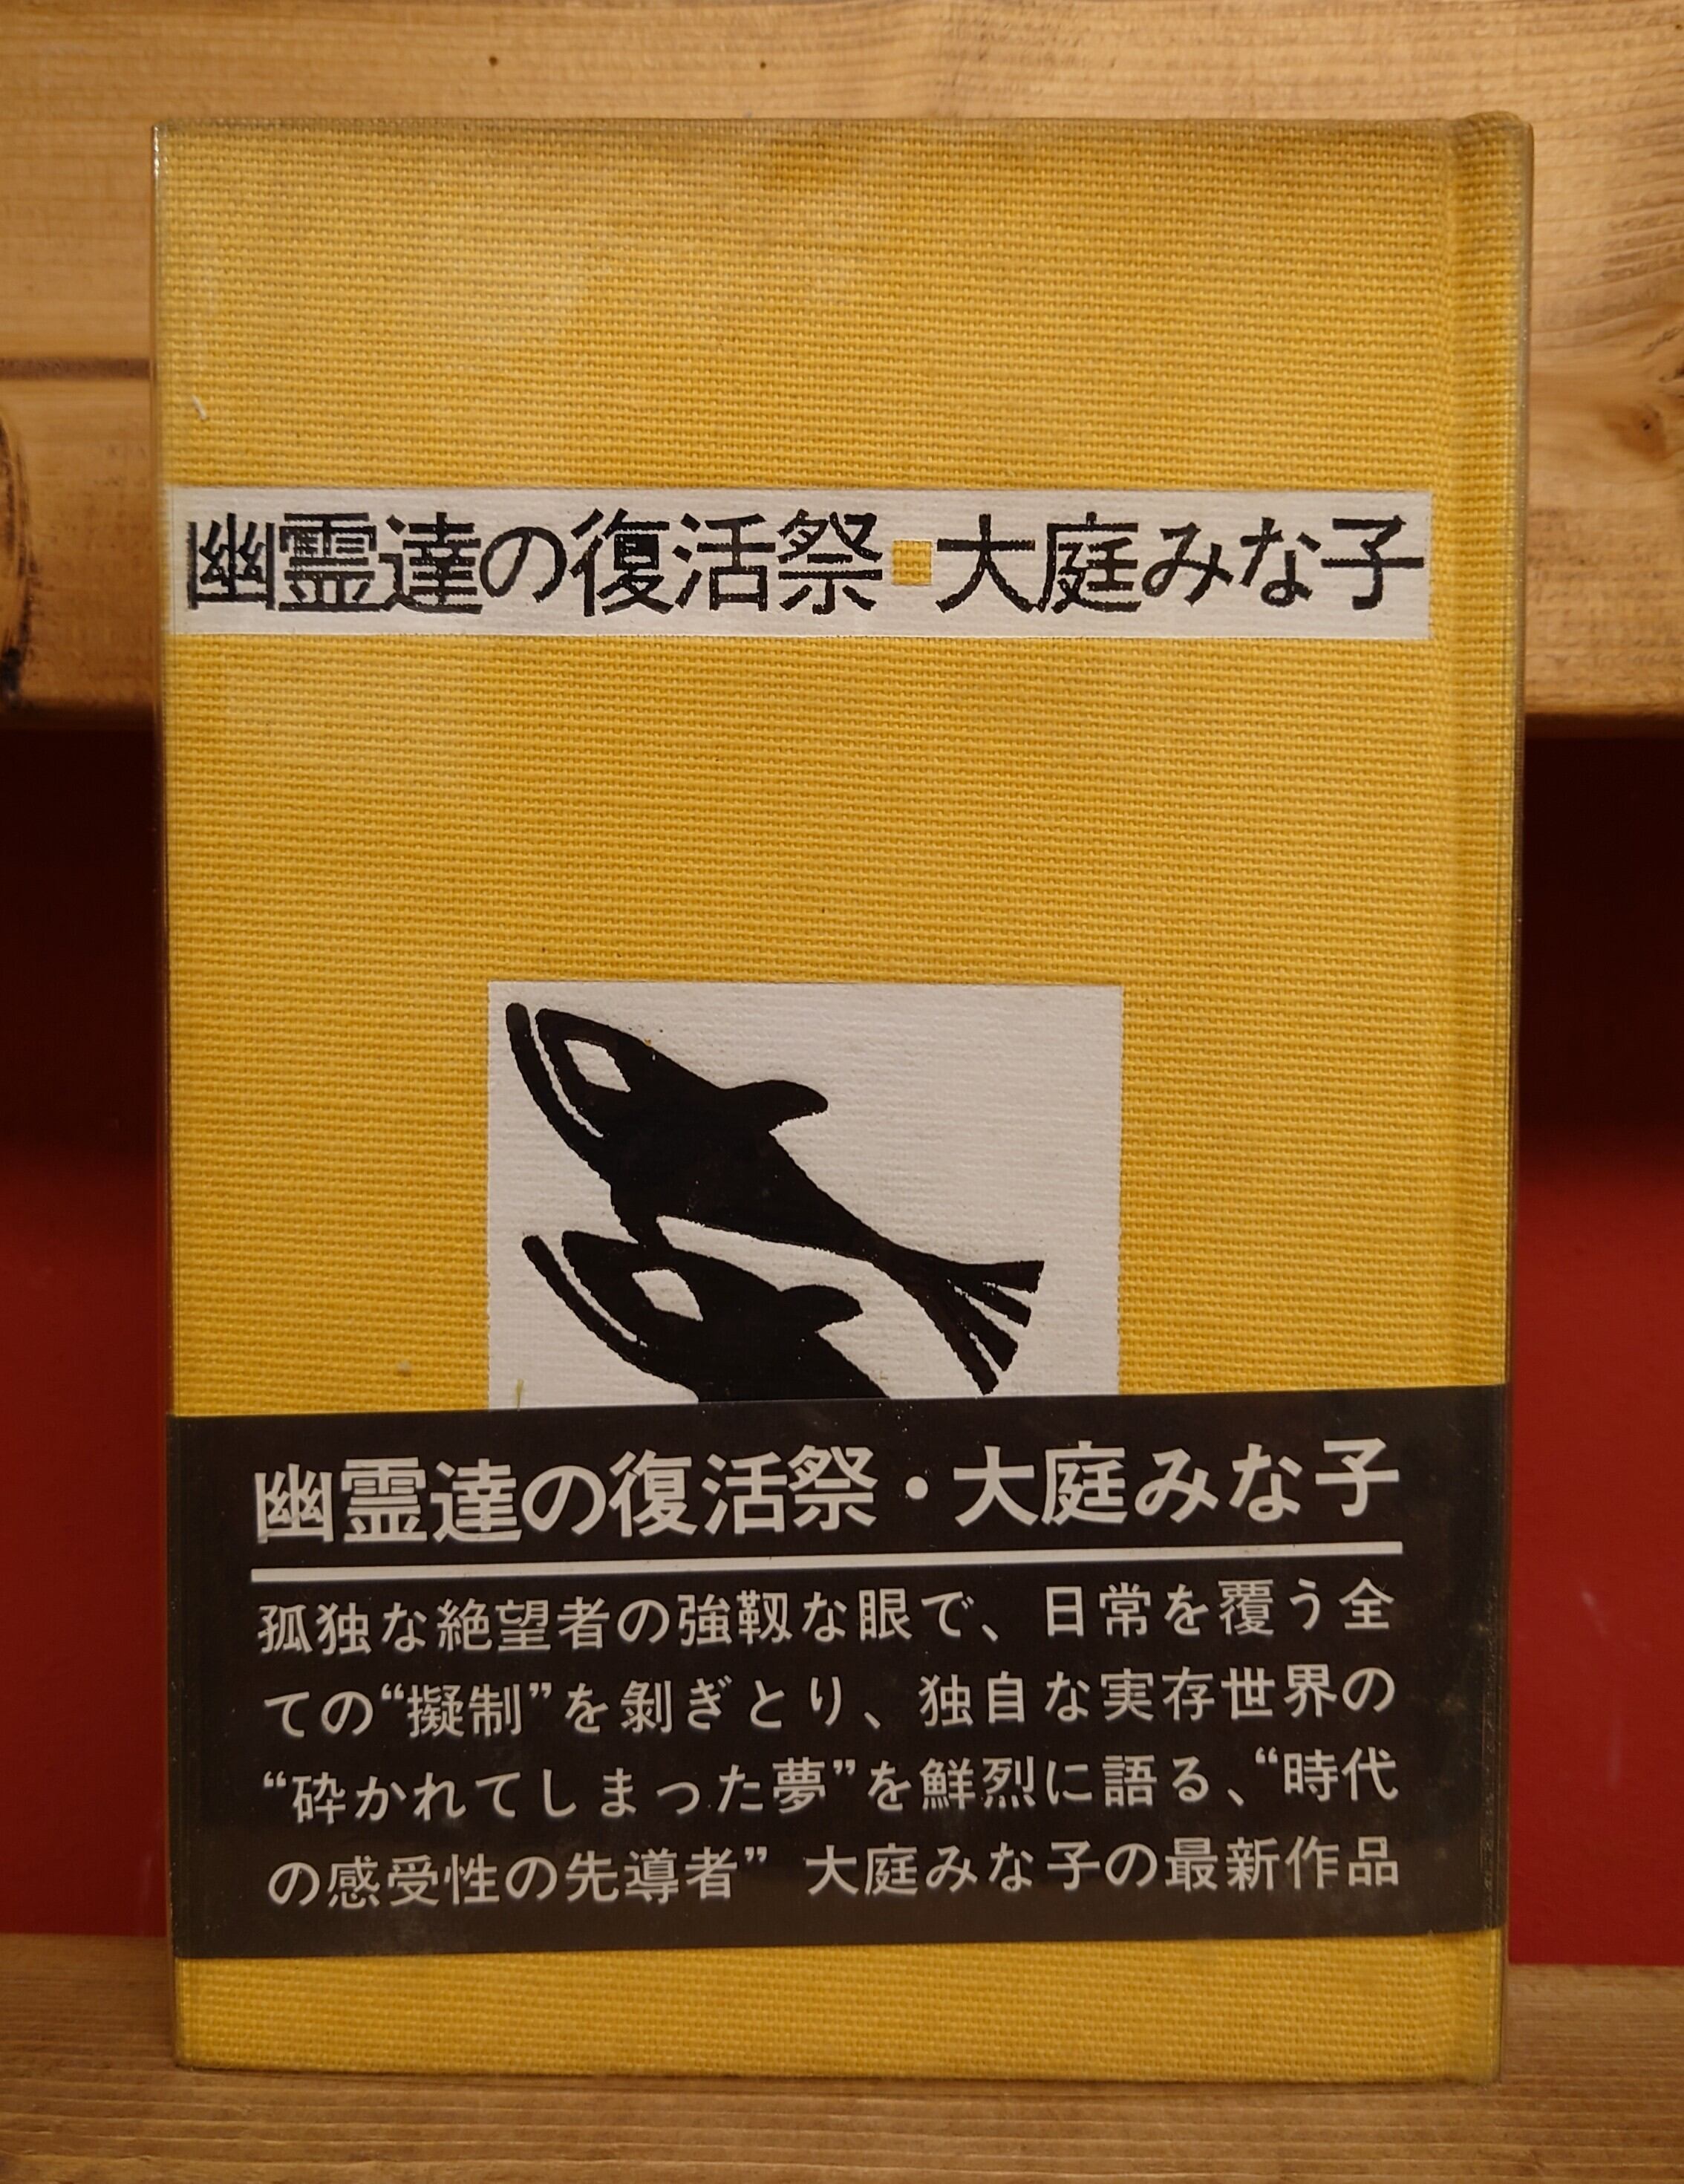 幽霊達の復活祭■大庭みな子
幽霊達の復活祭・大庭みな子
孤独な絶望者の強靱な眼で、日常を覆う全
ての“擬制”を剝ぎとり、独自な実存世界の
“砕かれてしまった夢”を鮮烈に語る、“時代
の感受性の先導者” 大庭みな子の最新作品